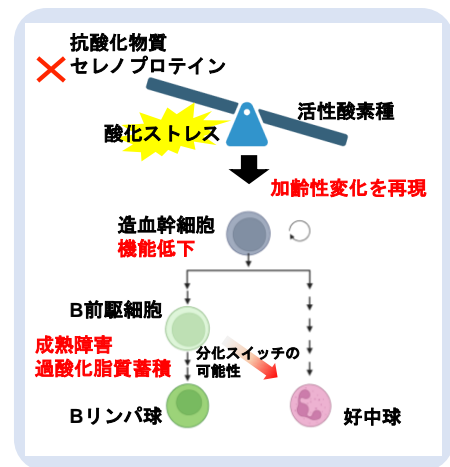 抗酸化物質
セレノプロテイン
活性酸素種
酸化ストレス
加齢性変化を再現
造血幹細胞
機能低下
B前駆細胞
成熟障害
過酸化脂質蓄積
分化スイッチの
可能性
Bリンパ球
好中球